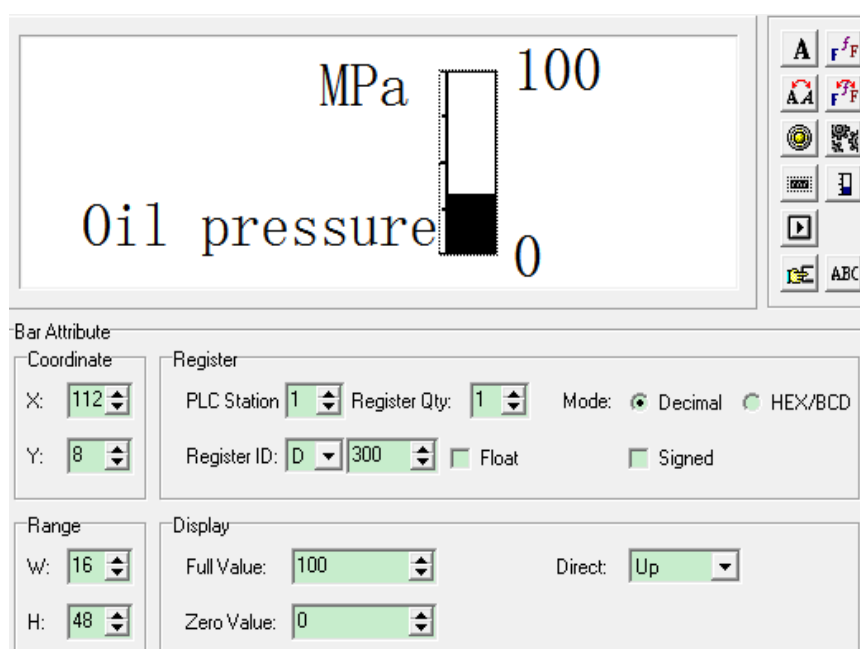 MPa
100
Oil pressure
0
A
F f F
A A
F F
ABC
Bar Attribute
Coordinate
X: 112
Y: 8
Register
PLC Station 1 Register Qty: 1 Mode: Decimal HEX/BCD
Register ID: D 300 Float Signed
Range
W: 16
H: 48
Display
Full Value: 100 Direct: Up
Zero Value: 0